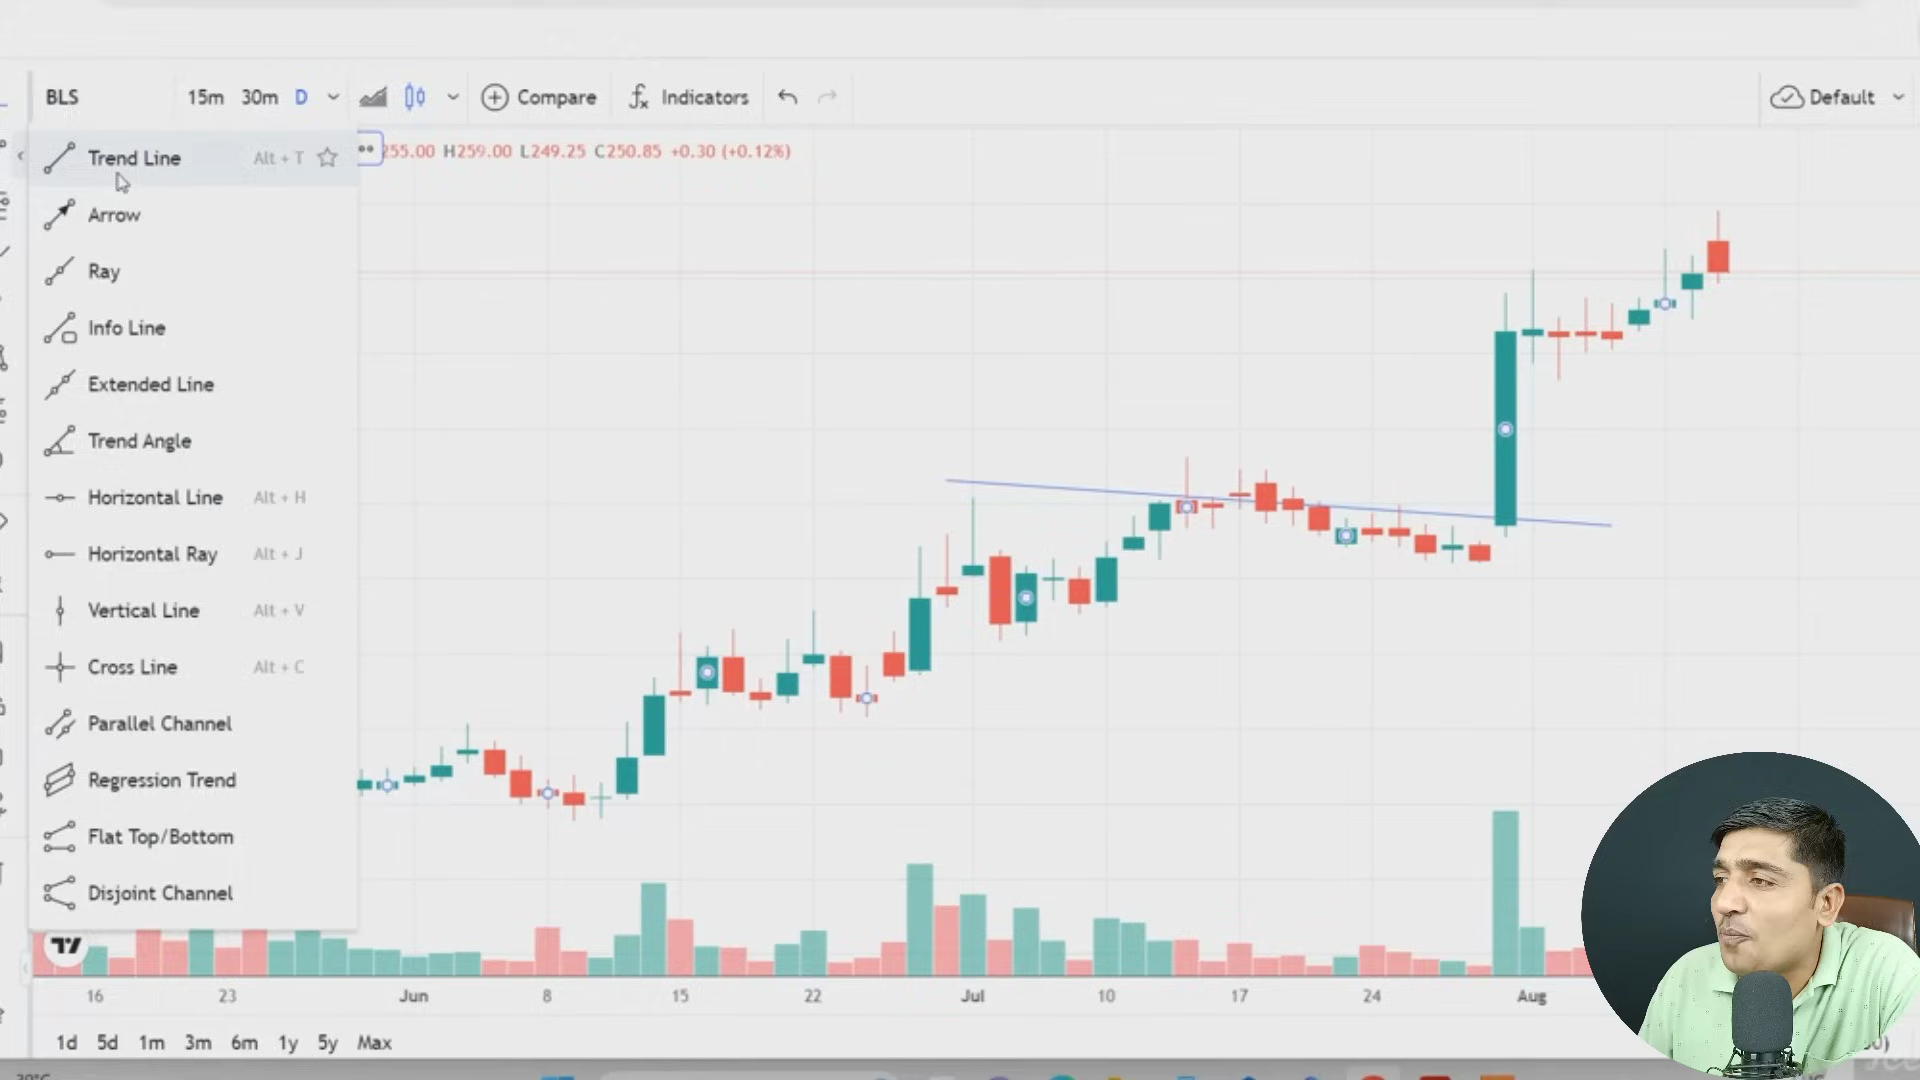 BLS 15m 30m D Compare Indicators Default
Trend Line Alt + T
255.00 H259.00 L249.25 C250.85 +0.30 (+0.12%)
Arrow
Ray
Info Line
Extended Line
Trend Angle
Horizontal Line Alt + H
Horizontal Ray Alt + J
Vertical Line Alt + V
Cross Line Alt + C
Parallel Channel
Regression Trend
Flat Top/Bottom
Disjoint Channel
16 23 Jun 8 15 22 Jul 10 17 24 Aug
1d 5d 1m 3m 6m 1y 5y Max